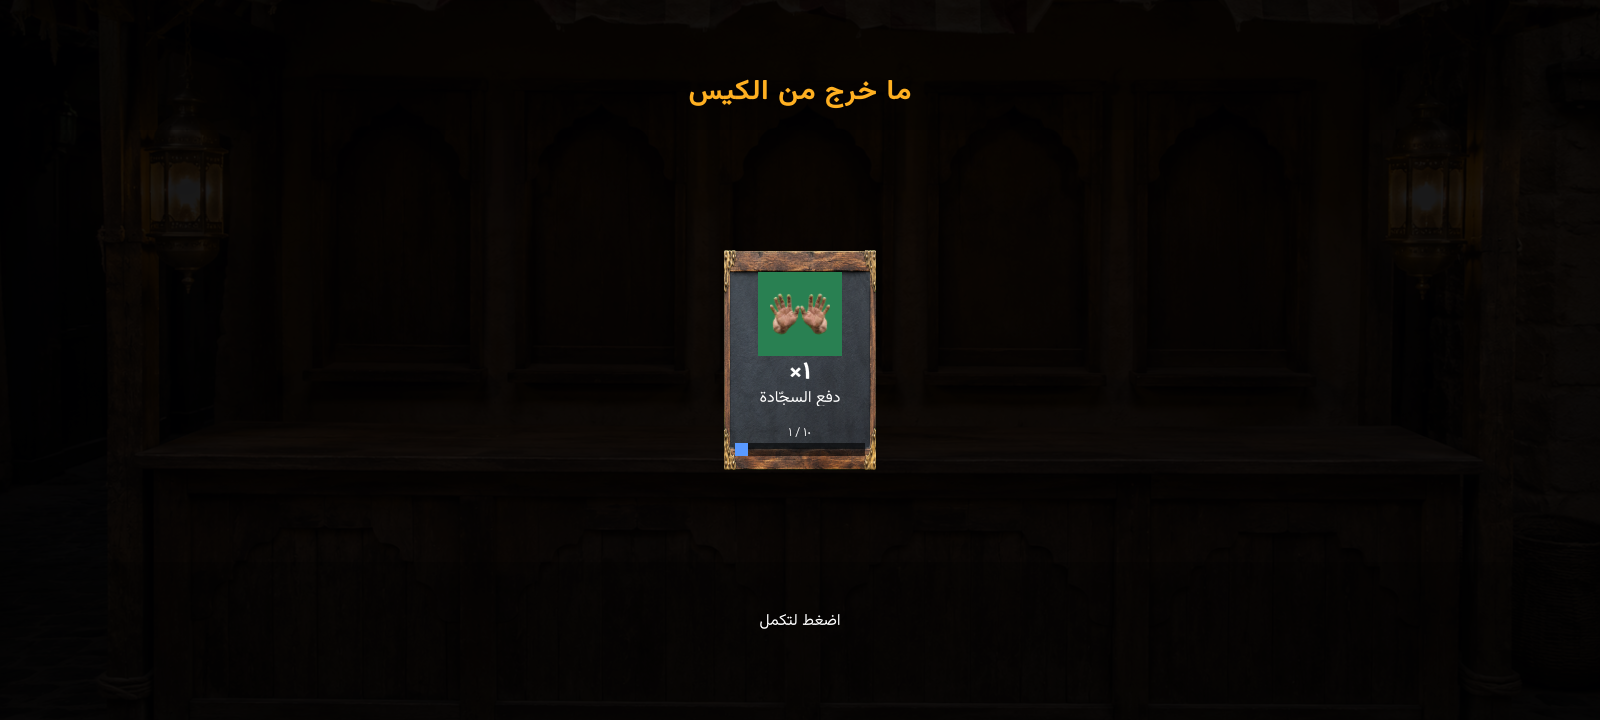 ما خرج من الكيس
×١
دفع السجّادة
١ / ١٠
اضغط لتكمل